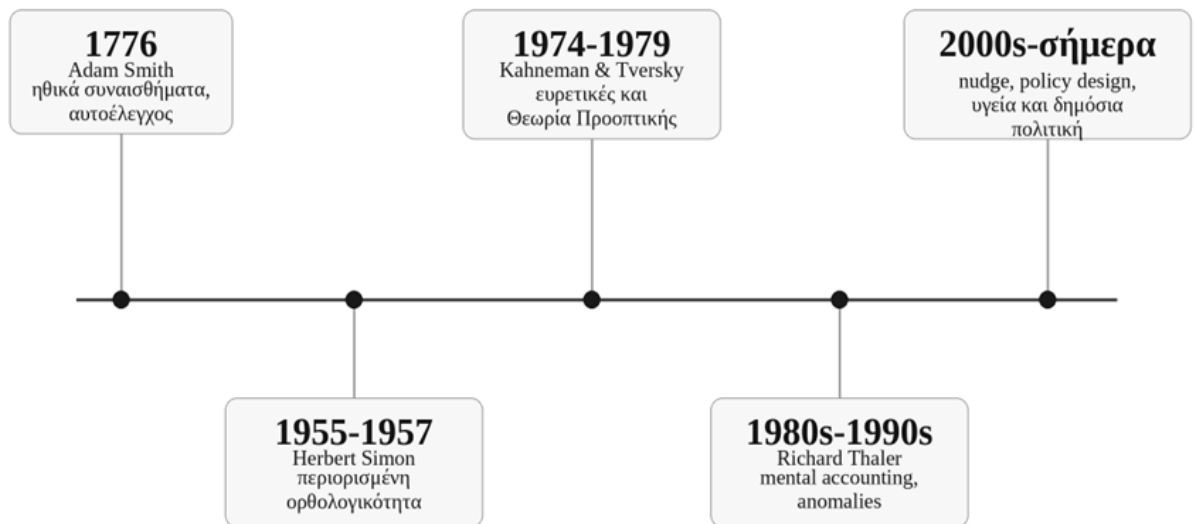 1776
Adam Smith
ηθικά συναισθήματα,
αυτοέλεγχος
1955-1957
Herbert Simon
περιορισμένη
ορθολογικότητα
1974-1979
Kahneman & Tversky
ευρετικές και
Θεωρία Προοπτικής
1980s-1990s
Richard Thaler
mental accounting,
anomalies
2000s-σήμερα
nudge, policy design,
υγεία και δημόσια
πολιτική